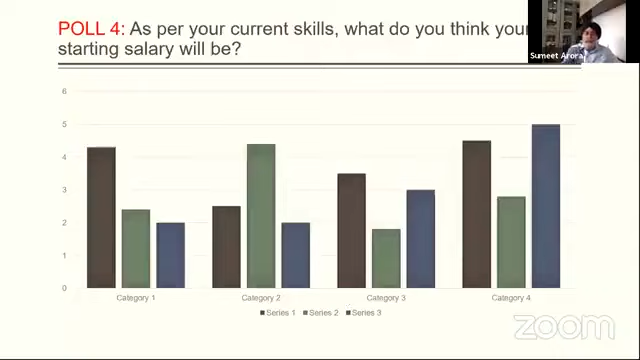 POLL 4: As per your current skills, what do you think your
starting salary will be?
Sumeet Arora
6
5
4
3
2
1
0
Category 1 Category 2 Category 3 Category 4
Series 1 Series 2 Series 3
zoom